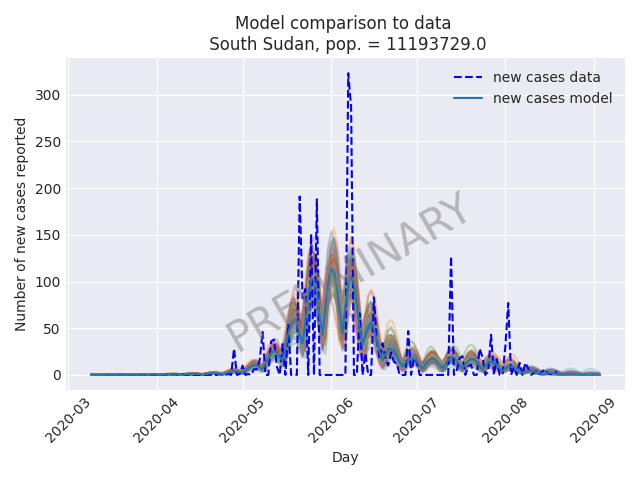 Model comparison to data
South Sudan, pop. = 11193729.0
new cases data
new cases model
Number of new cases reported
300
250
200
150
100
50
0
PRELIMINARY
2020-03
2020-04
2020-05
2020-06
2020-07
2020-08
2020-09
Day